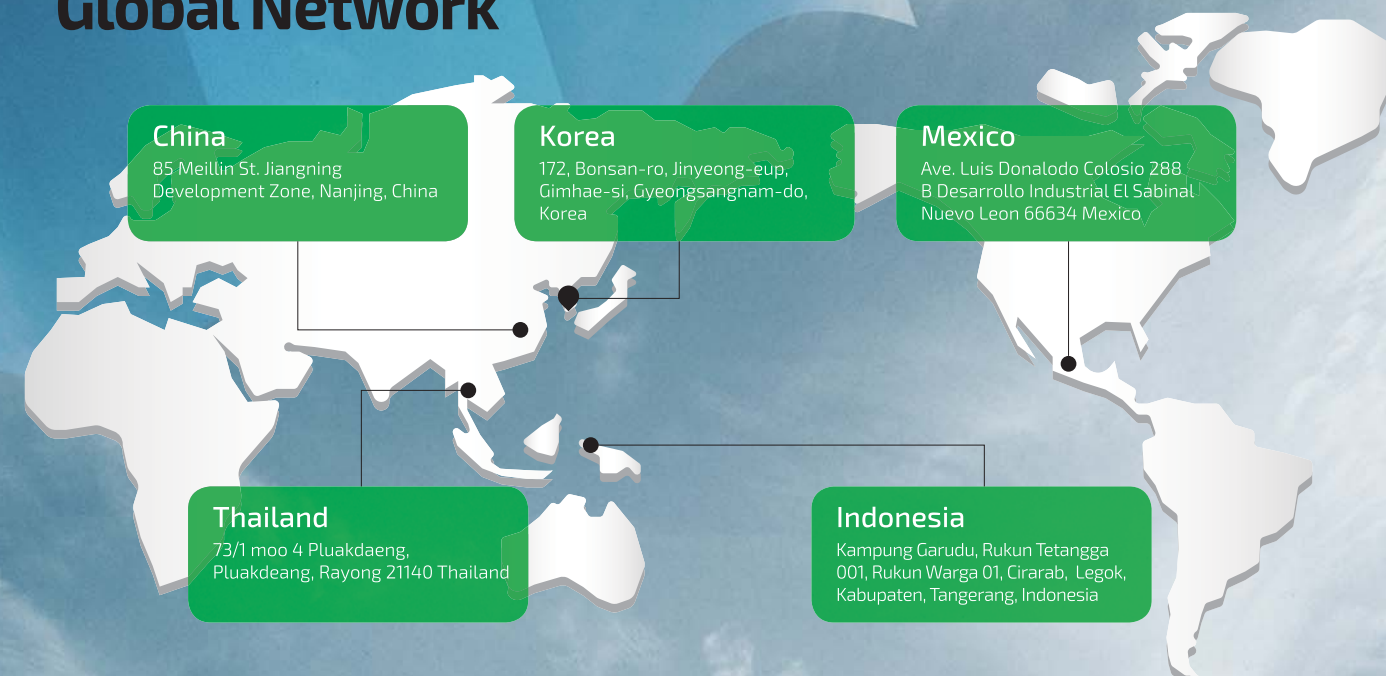 Global Network
China
85 Meillin St. Jiangning
Development Zone, Nanjing, China
Korea
172, Bonsan-ro, Jinyeong-eup,
Gimhae-si, Gyeongsangnam-do,
Korea
Mexico
Ave. Luis Donalodo Colosio 288
B Desarrollo Industrial El Sabinal
Nuevo Leon 66634 Mexico
Thailand
73/1 moo 4 Pluakdaeng,
Pluakdeang, Rayong 21140 Thailand
Indonesia
Kampung Garudu, Rukun Tetangga
001, Rukun Warga 01, Cirarab, Legok,
Kabupaten, Tangerang, Indonesia